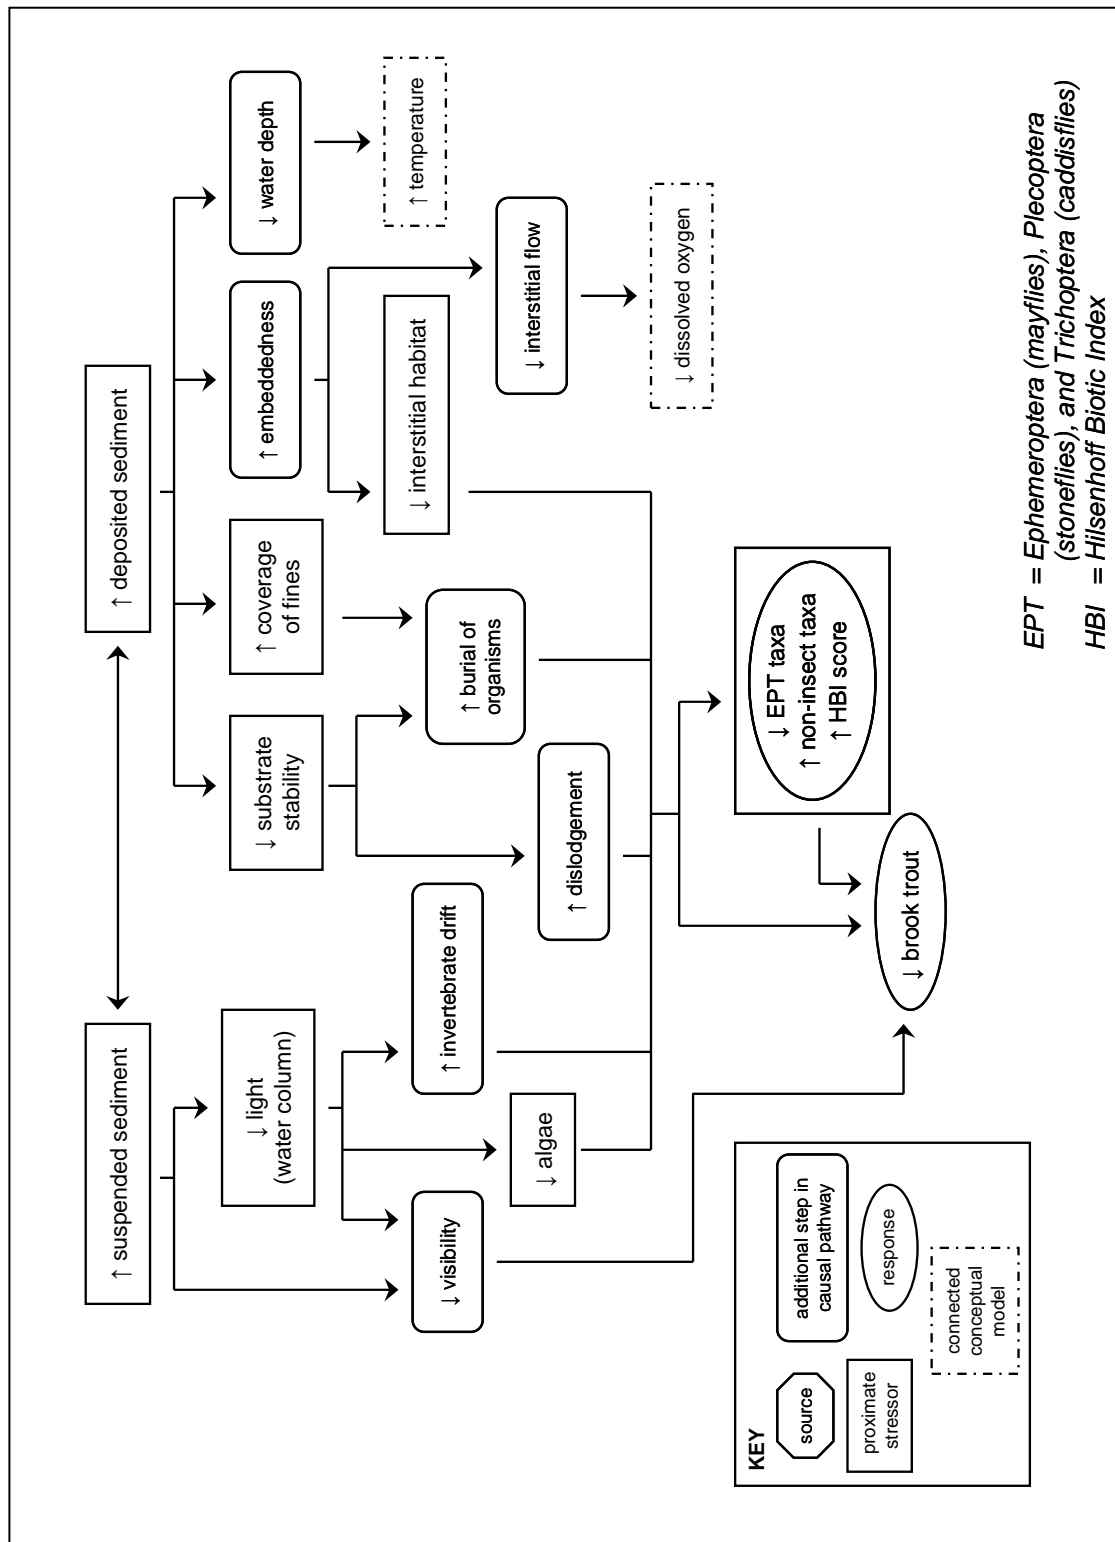 ↑ suspended sediment
↑ deposited sediment
↓ light
(water column)
↓ substrate
stability
↑ coverage
of fines
↑ embeddedness
↓ water depth
↓ visibility
↑ invertebrate drift
↑ burial of
organisms
↓ interstitial habitat
↑ temperature
↓ algae
↑ dislodgement
↓ interstitial flow
↓ dissolved oxygen
↓ EPT taxa
↑ non-insect taxa
↑ HBI score
↓ brook trout
KEY
source
additional step in
causal pathway
proximate
stressor
response
connected
conceptual
model
EPT = Ephemeroptera (mayflies), Plecoptera
(stoneflies), and Trichoptera (caddisflies)
HBI = Hilsenhoff Biotic Index